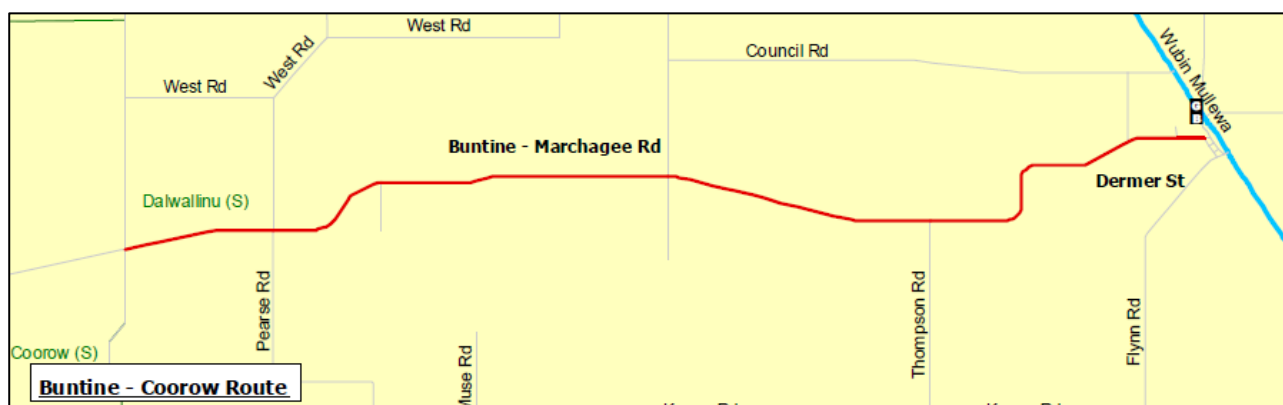 West Rd
Council Rd
West Rd
West Rd
Wubin Mullewa
Buntine - Marchagee Rd
Dermer St
Dalwallinu (S)
Pearse Rd
Thompson Rd
Flynn Rd
Muse Rd
Coorow (S)
Buntine - Coorow Route